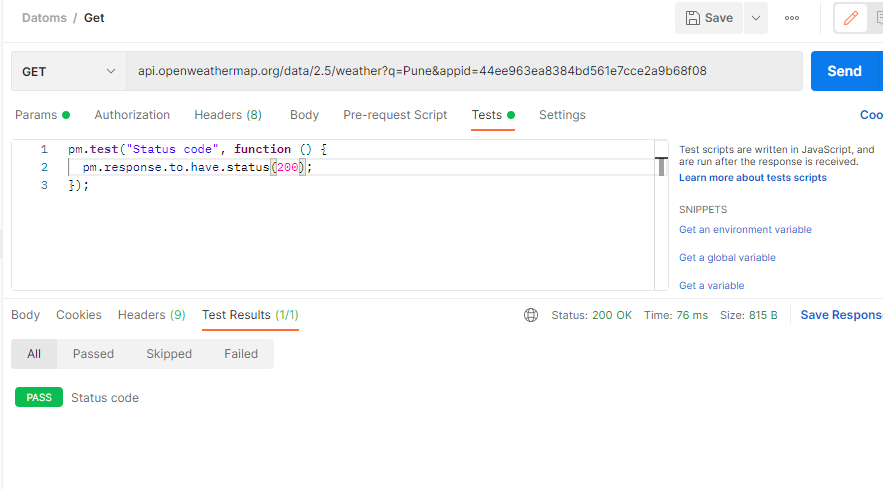 Datoms / Get
Save
GET
api.openweathermap.org/data/2.5/weather?q=Pune&appid=44ee963ea8384bd561e7cce2a9b68f08
Send
Params Authorization Headers (8) Body Pre-request Script Tests Settings Coo
1 pm.test("Status code", function () {
2 pm.response.to.have.status(200);
3 });
Test scripts are written in JavaScript, and
are run after the response is received.
Learn more about tests scripts
SNIPPETS
Get an environment variable
Get a global variable
Get a variable
Body Cookies Headers (9) Test Results (1/1) Status: 200 OK Time: 76 ms Size: 815 B Save Respons
All Passed Skipped Failed
PASS Status code